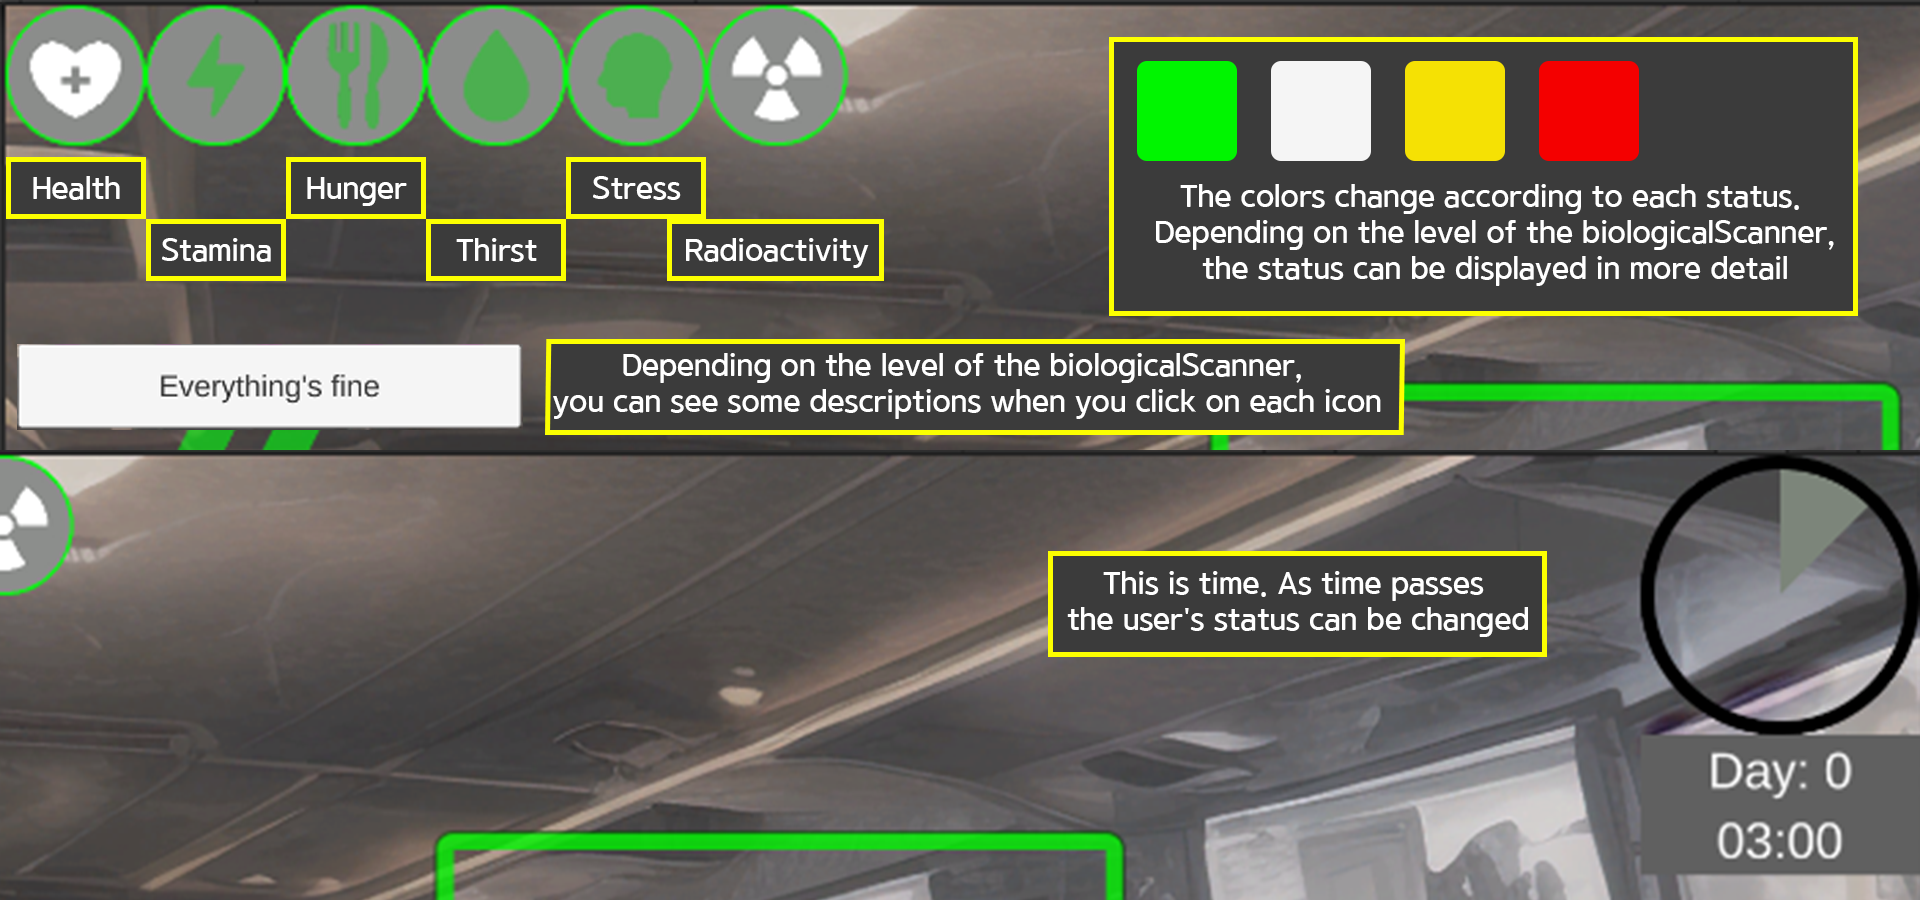 Health
Stamina
Hunger
Thirst
Stress
Radioactivity
The colors change according to each status.
Depending on the level of the biologicalScanner,
the status can be displayed in more detail
Everything's fine
Depending on the level of the biologicalScanner,
you can see some descriptions when you click on each icon
This is time. As time passes
the user's status can be changed
Day: 0
03:00